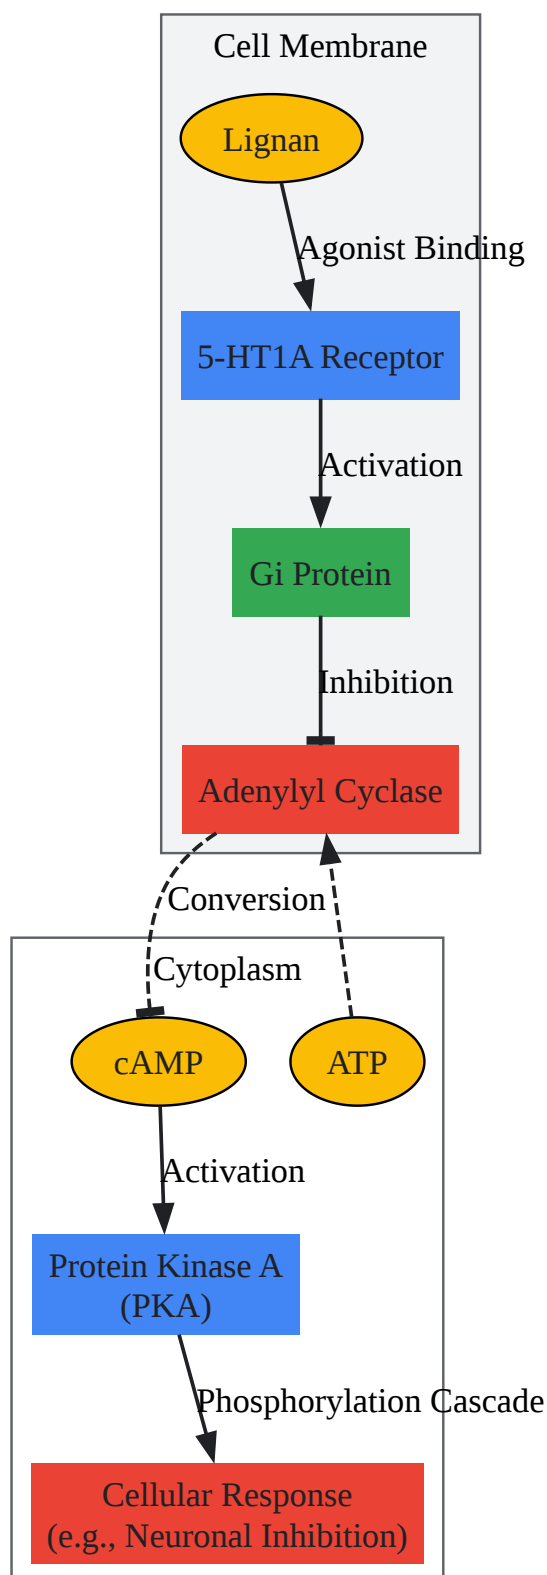 Cell Membrane
Lignan
Agonist Binding
5-HT1A Receptor
Activation
Gi Protein
Inhibition
Adenylyl Cyclase
Conversion
Cytoplasm
cAMP
ATP
Activation
Protein Kinase A
(PKA)
Phosphorylation Cascade
Cellular Response
(e.g., Neuronal Inhibition)